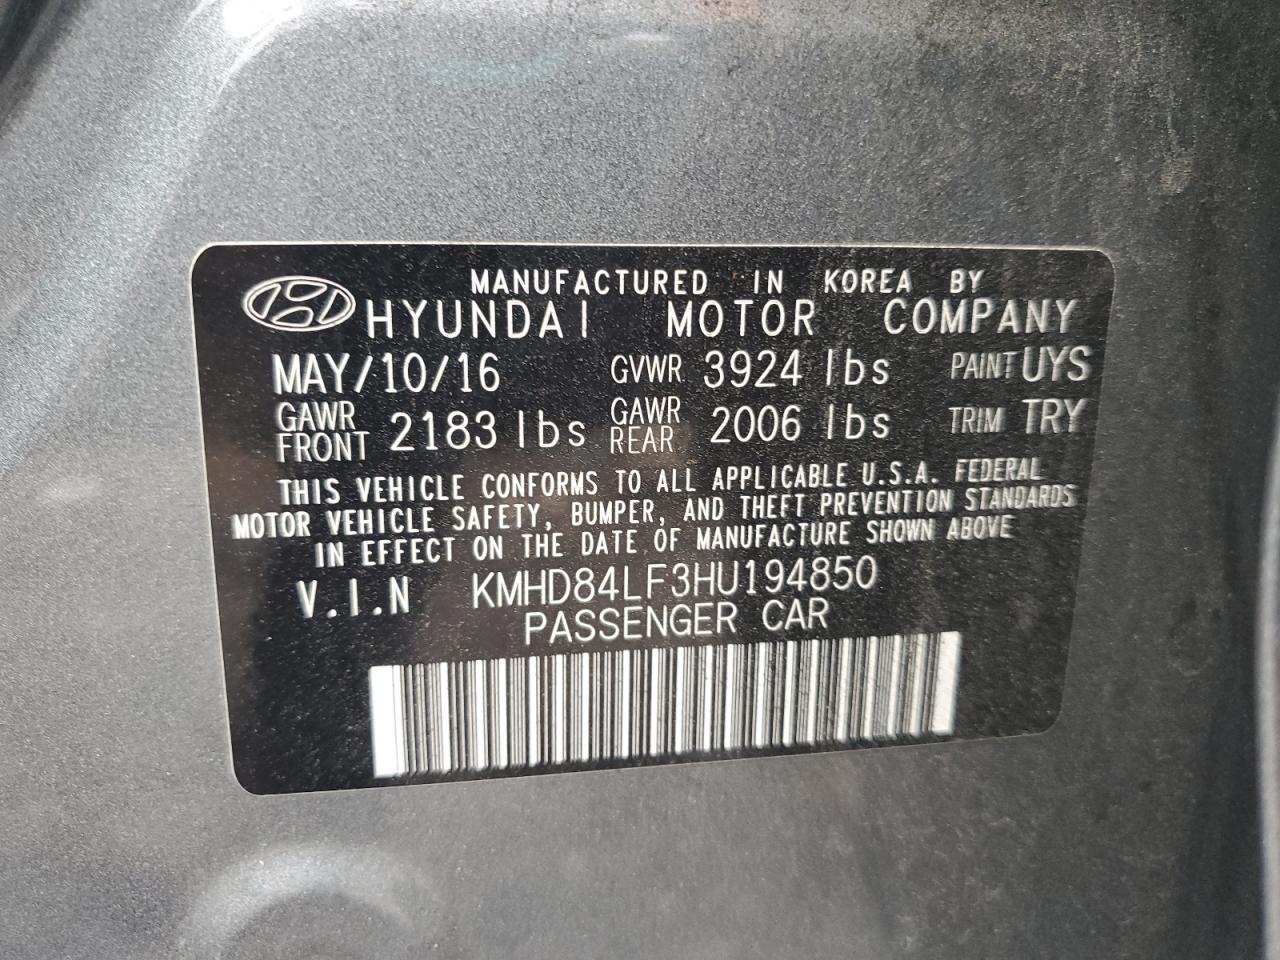 MANUFACTURED IN KOREA BY
HYUNDAI MOTOR COMPANY
MAY/10/16 GVWR 3924 lbs PAINT UYS
GAWR FRONT 2183 lbs GAWR REAR 2006 lbs TRIM TRY
THIS VEHICLE CONFORMS TO ALL APPLICABLE U.S.A. FEDERAL
MOTOR VEHICLE SAFETY, BUMPER, AND THEFT PREVENTION STANDARDS
IN EFFECT ON THE DATE OF MANUFACTURE SHOWN ABOVE
V.I.N KMHD84LF3HU194850
PASSENGER CAR